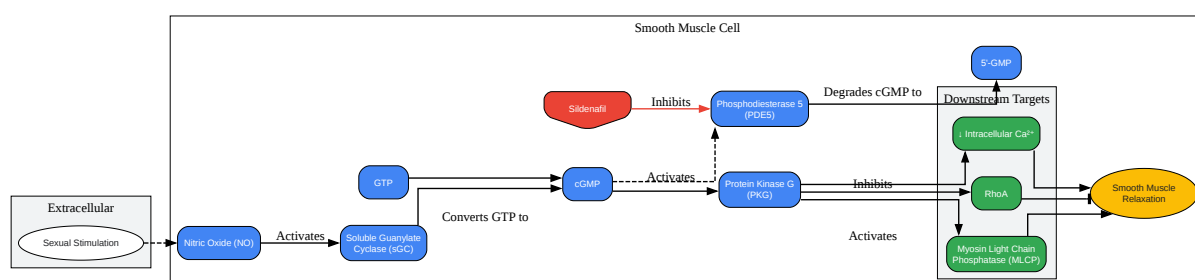 Smooth Muscle Cell
5'-GMP
Degrades cGMP to
Downstream Targets
Sildenafil
Inhibits
Phosphodiesterase 5
(PDE5)
↓ Intracellular Ca²⁺
GTP
cGMP
Activates
Protein Kinase G
(PKG)
Inhibits
RhoA
Smooth Muscle
Relaxation
Extracellular
Sexual Stimulation
Nitric Oxide (NO)
Activates
Soluble Guanylate
Cyclase (sGC)
Converts GTP to
Activates
Myosin Light Chain
Phosphatase (MLCP)